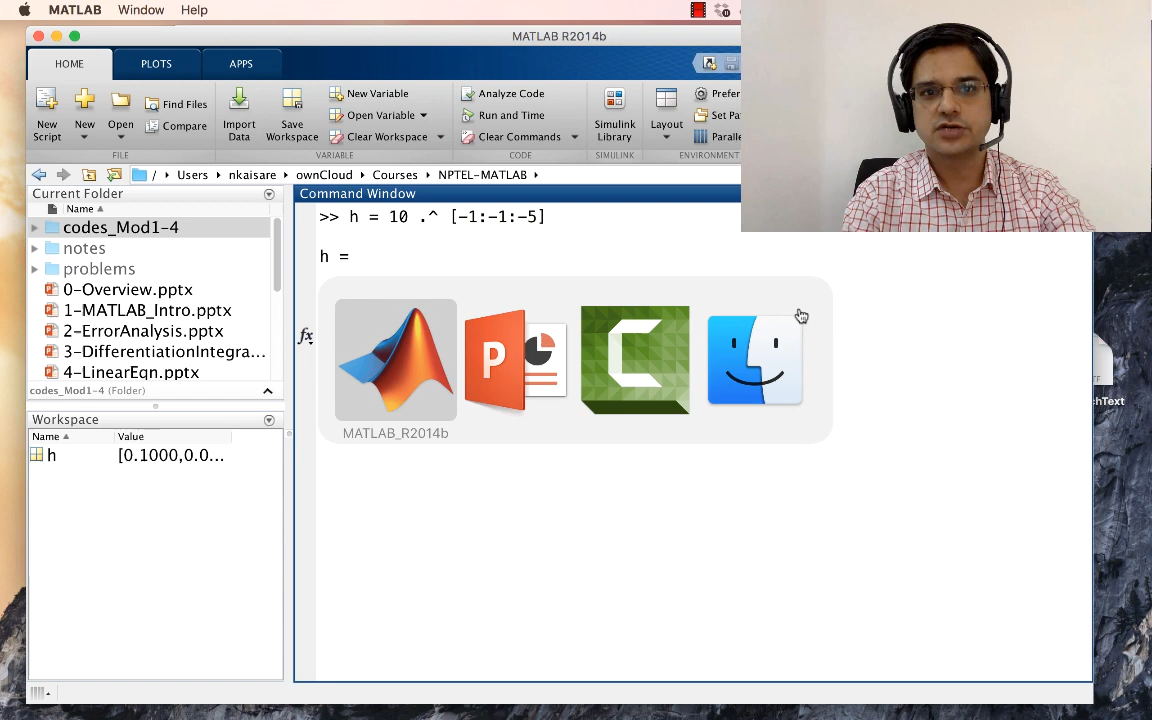 MATLAB Window Help
MATLAB R2014b
HOME PLOTS APPS
New Script
New
Open
Find Files
Compare
Import Data
Save Workspace
New Variable
Open Variable
Clear Workspace
Analyze Code
Run and Time
Clear Commands
Simulink Library
Layout
Prefer
Set Pa
Paralle
FILE VARIABLE CODE SIMULINK ENVIRONMENT
/ Users nkaisare ownCloud Courses NPTEL-MATLAB
Current Folder
Name
codes_Mod1-4
notes
problems
0-Overview.pptx
1-MATLAB_Intro.pptx
2-ErrorAnalysis.pptx
3-DifferentiationIntegra...
4-LinearEqn.pptx
codes_Mod1-4 (Folder)
Workspace
Name Value
h [0.1000,0.0...
Command Window
>> h = 10 .^ [-1:-1:-5]
h =
fx
P
C
MATLAB_R2014b
chText